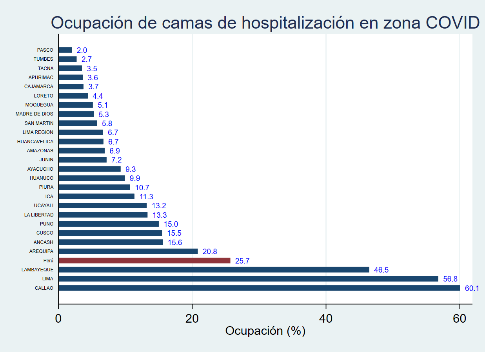 Ocupación de camas de hospitalización en zona COVID
PASCO 2.0
TUMBES 2.7
TACNA 3.5
APURIMAC 3.6
CAJAMARCA 3.7
LORETO 4.4
MOQUEGUA 5.1
MADRE DE DIOS 5.3
SAN MARTIN 5.8
LIMA REGION 6.7
HUANCAVELICA 6.7
AMAZONAS 6.9
JUNIN 7.2
AYACUCHO 9.3
HUANUCO 9.9
PIURA 10.7
ICA 11.3
UCAYALI 13.2
LA LIBERTAD 13.3
PUNO 15.0
CUSCO 15.5
ANCASH 15.6
AREQUIPA 20.8
Perú 25.7
LAMBAYEQUE 46.5
LIMA 56.8
CALLAO 60.1
0 20 40 60
Ocupación (%)